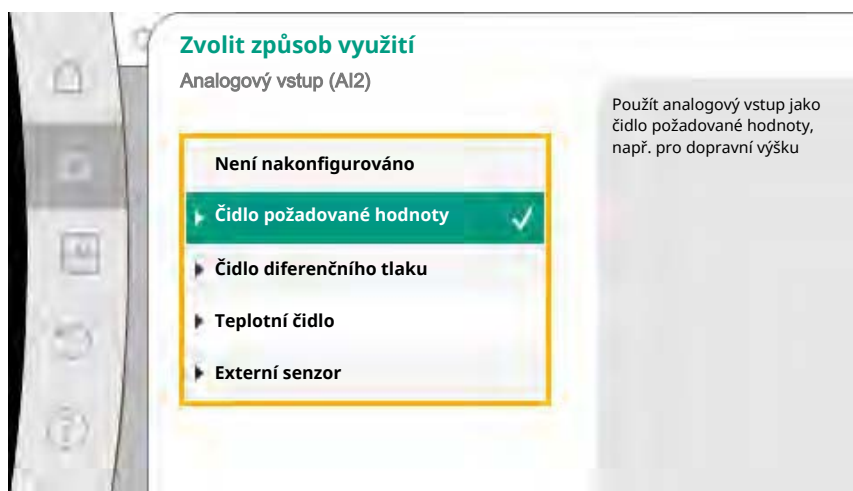 Zvolit způsob využití
Analogový vstup (AI2)
Není nakonfigurováno
Čidlo požadované hodnoty
Čidlo diferenčního tlaku
Teplotní čidlo
Externí senzor
Použít analogový vstup jako
čidlo požadované hodnoty,
např. pro dopravní výšku